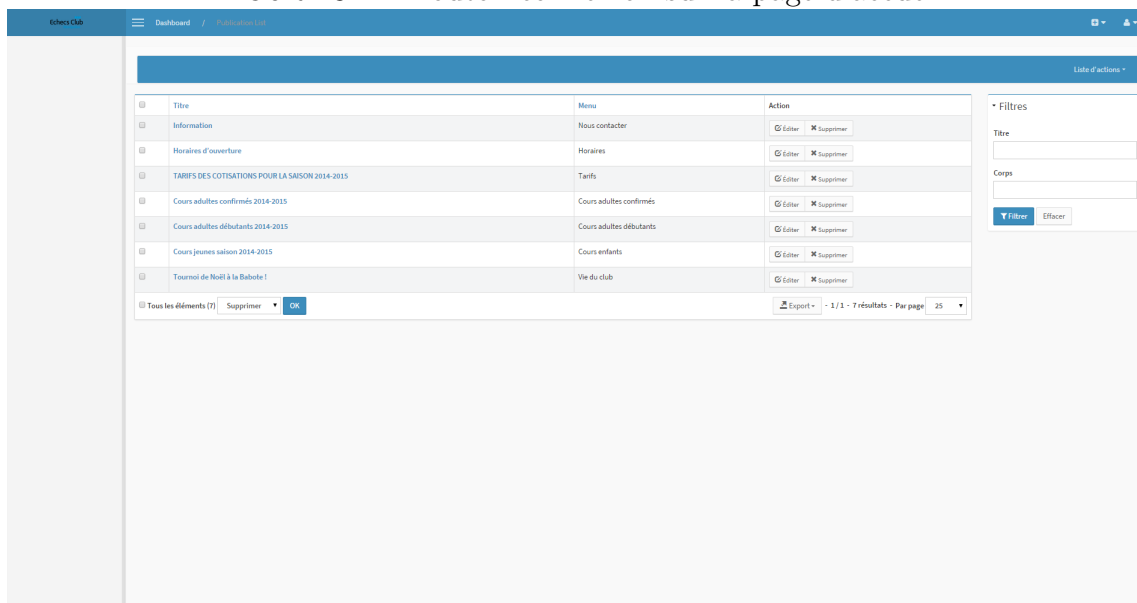 Echecs Club Dashboard / Publication List
Liste d'actions
Titre Menu Action
Information Nous contacter Éditer Supprimer
Horaires d'ouverture Horaires Éditer Supprimer
TARIFS DES COTISATIONS POUR LA SAISON 2014-2015 Tarifs Éditer Supprimer
Cours adultes confirmés 2014-2015 Cours adultes confirmés Éditer Supprimer
Cours adultes débutants 2014-2015 Cours adultes débutants Éditer Supprimer
Cours jeunes saison 2014-2015 Cours enfants Éditer Supprimer
Tournoi de Noël à la Babote ! Vie du club Éditer Supprimer
Tous les éléments (7) Supprimer OK Export - 1 / 1 - 7 résultats - Par page 25
Filtres
Titre
Corps
Filtrer Effacer